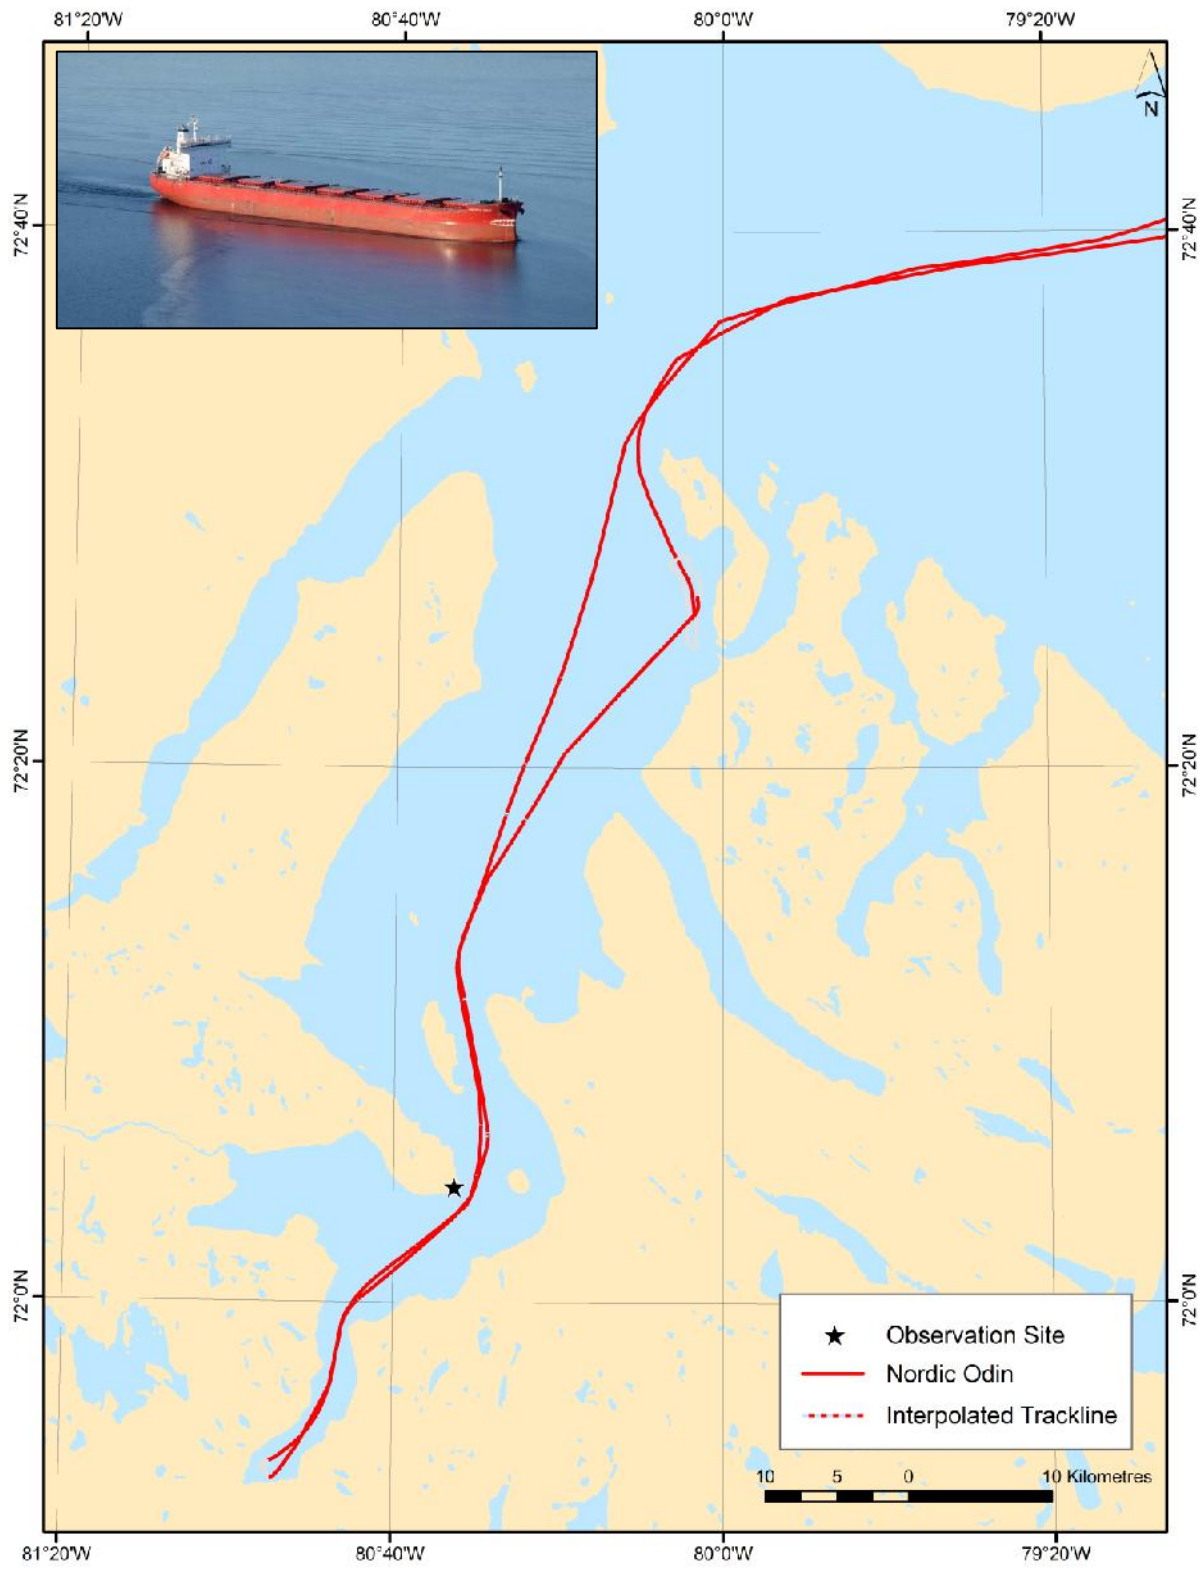 81°20'W 80°40'W 80°0'W 79°20'W
N
72°40'N 72°40'N
72°20'N 72°20'N
72°0'N 72°0'N
Observation Site
Nordic Odin
Interpolated Trackline
10 5 0 10 Kilometres
81°20'W 80°40'W 80°0'W 79°20'W